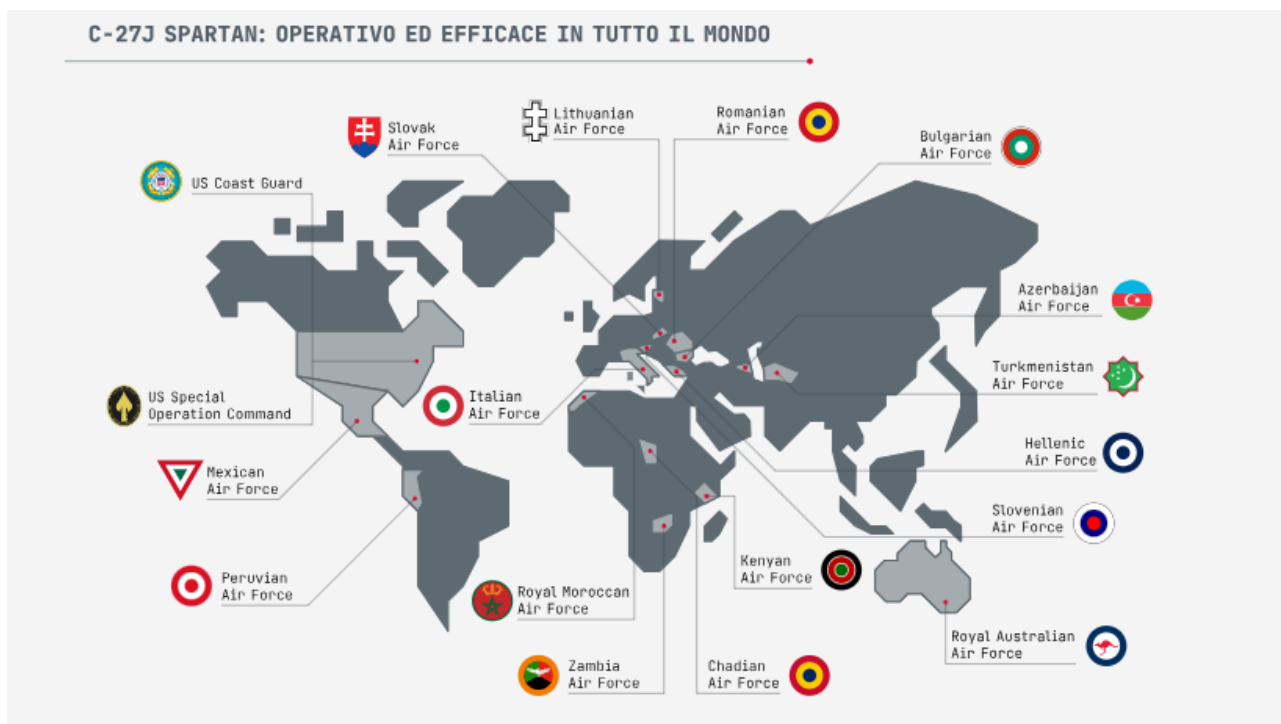 C-27J SPARTAN: OPERATIVO ED EFFICACE IN TUTTO IL MONDO
Slovak
Air Force
Lithuanian
Air Force
Romanian
Air Force
Bulgarian
Air Force
US Coast Guard
Azerbaijan
Air Force
US Special
Operation Command
Italian
Air Force
Turkmenistan
Air Force
Mexican
Air Force
Hellenic
Air Force
Slovenian
Air Force
Peruvian
Air Force
Royal Moroccan
Air Force
Kenyan
Air Force
Royal Australian
Air Force
Zambia
Air Force
Chadian
Air Force